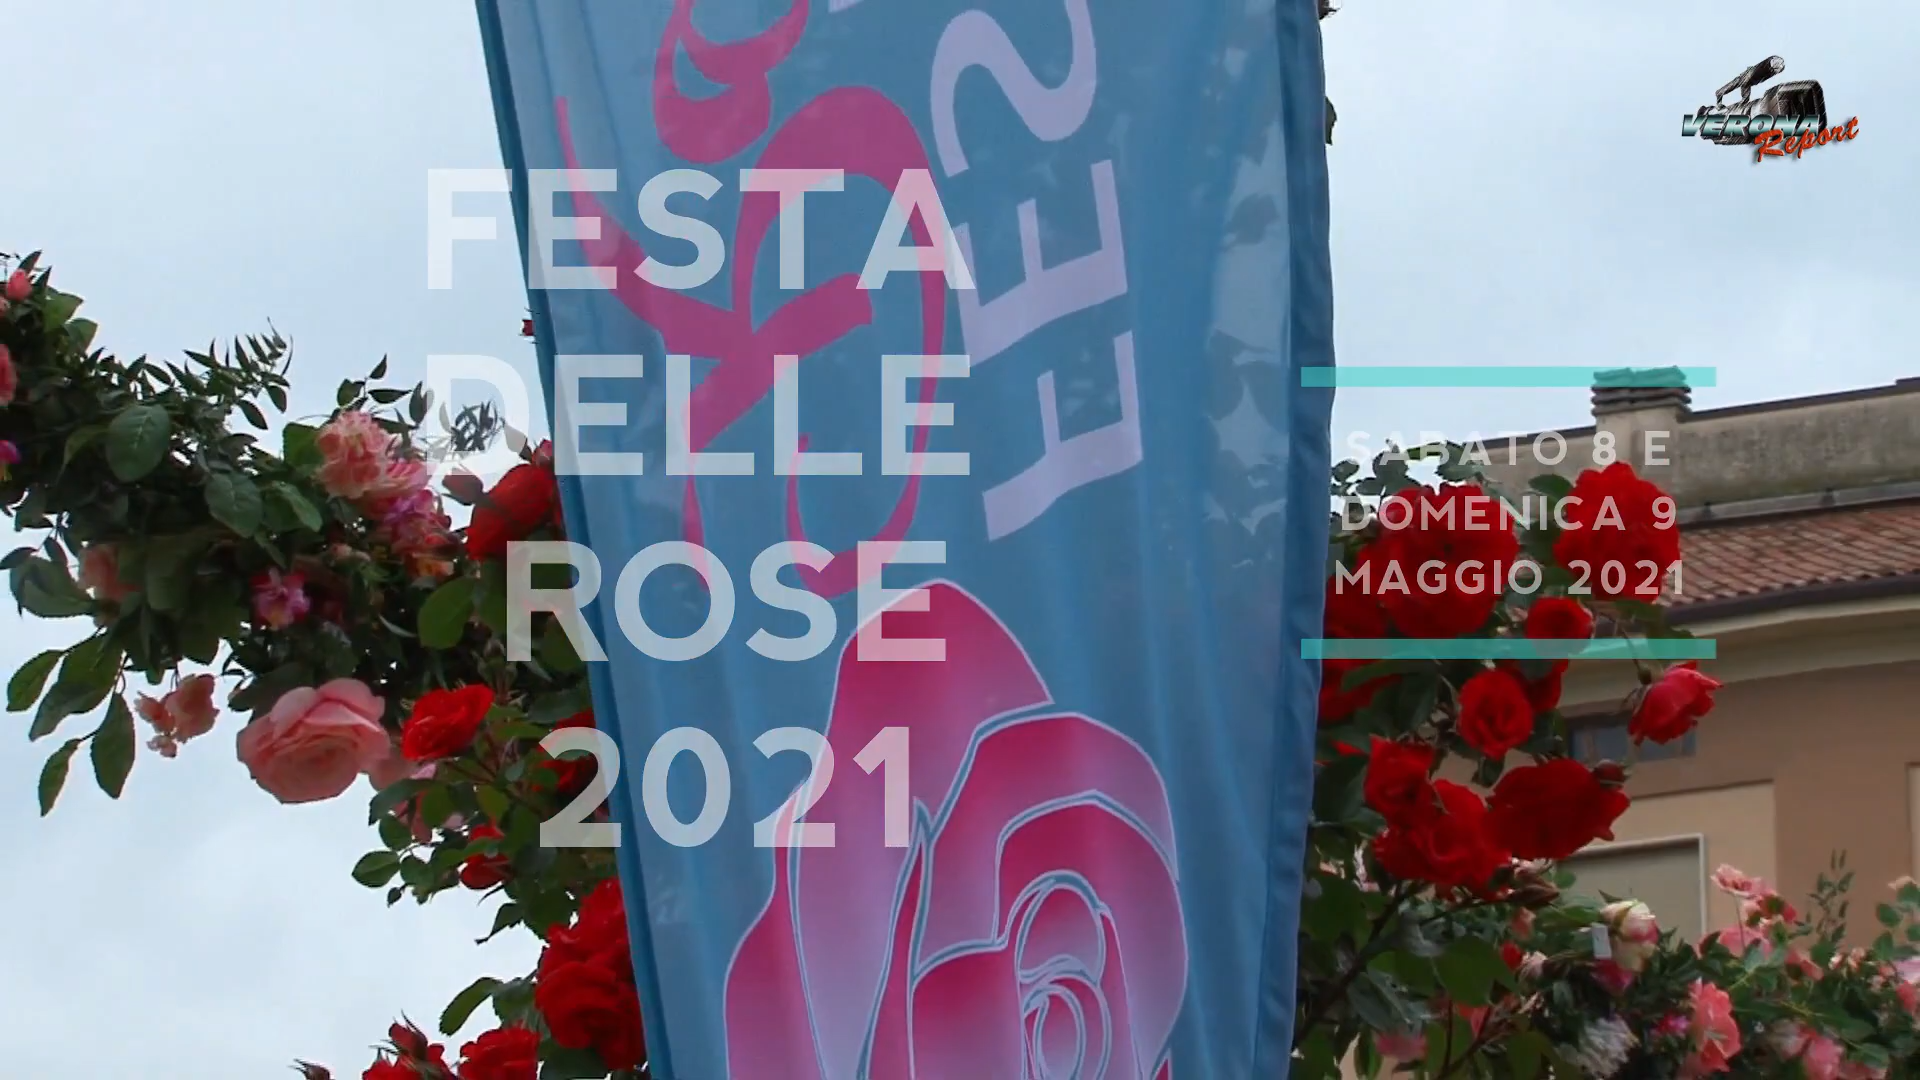 FESTA
DELLE
ROSE
2021
SABATO 8 E
DOMENICA 9
MAGGIO 2021
VERONA
Report